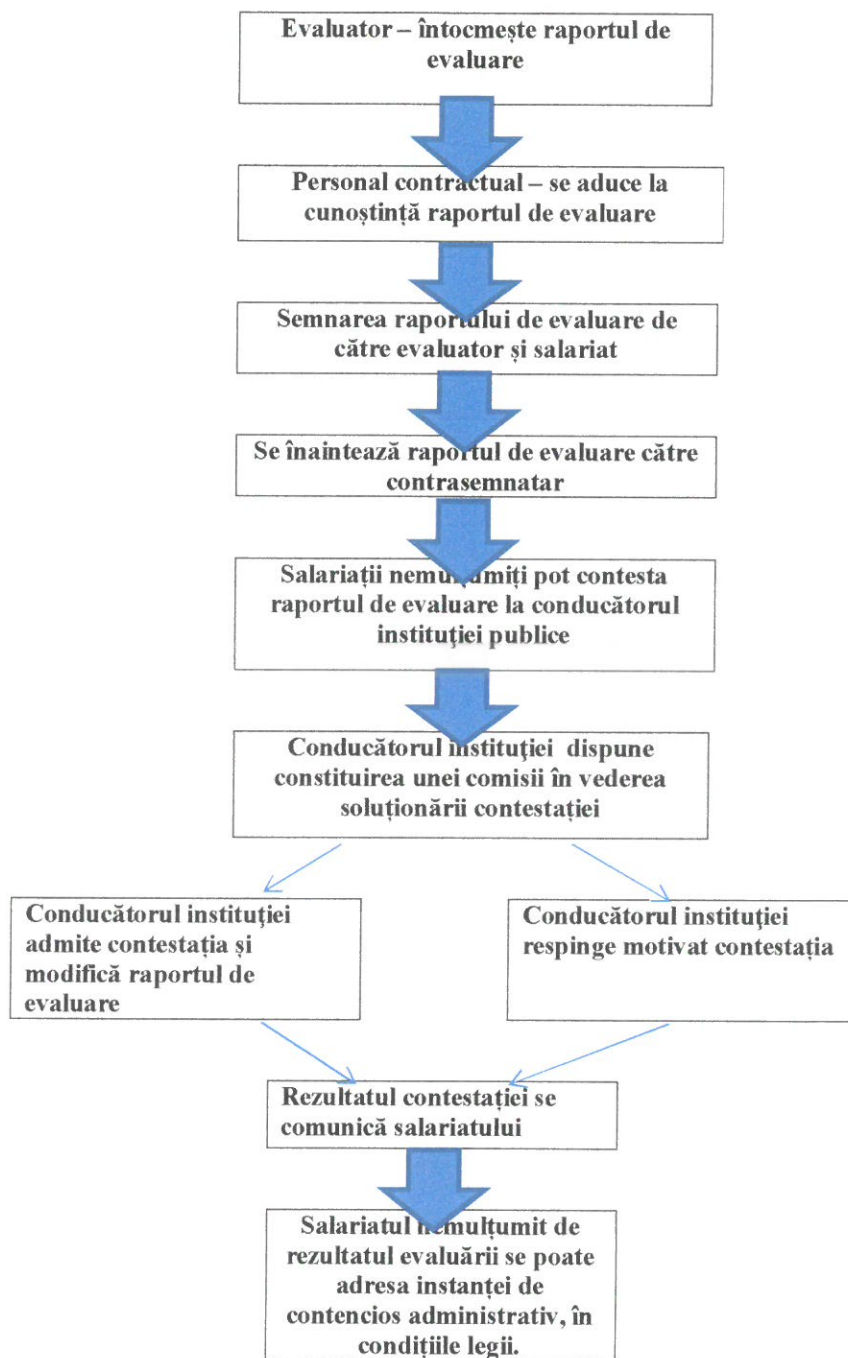 Evaluator – întocmește raportul de
evaluare
Personal contractual – se aduce la
cunoștință raportul de evaluare
Semnarea raportului de evaluare de
către evaluator și salariat
Se înaintează raportul de evaluare către
contrasemnatar
Salariații nemulțumiți pot contesta
raportul de evaluare la conducătorul
instituţiei publice
Conducătorul instituţiei dispune
constituirea unei comisii în vederea
soluționării contestației
Conducătorul instituţiei
admite contestația și
modifică raportul de
evaluare
Conducătorul instituţiei
respinge motivat contestația
Rezultatul contestației se
comunică salariatului
Salariatul nemulțumit de
rezultatul evaluării se poate
adresa instanței de
contencios administrativ, în
condițiile legii.